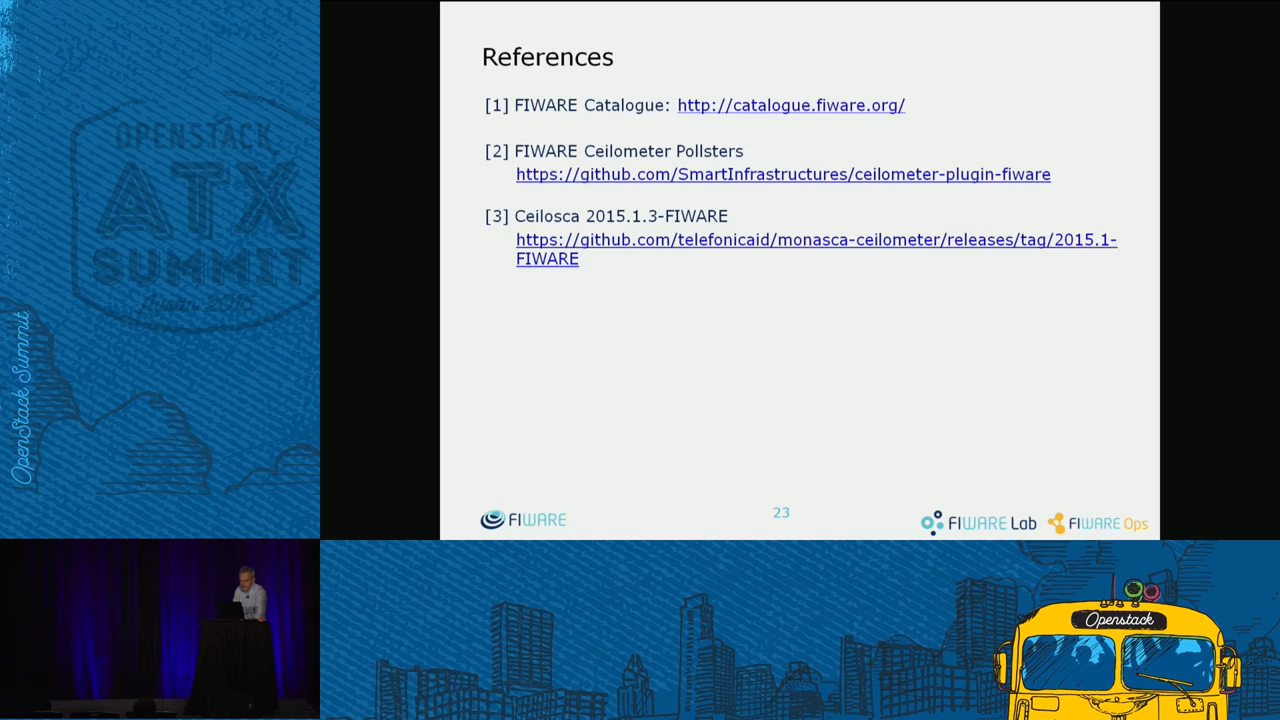 References
[1] FIWARE Catalogue: http://catalogue.fiware.org/
[2] FIWARE Ceilometer Pollsters
https://github.com/SmartInfrastructures/ceilometer-plugin-fiware
[3] Ceilosca 2015.1.3-FIWARE
https://github.com/telefonicaid/monasca-ceilometer/releases/tag/2015.1-
FIWARE
FIWARE
23
FIWARE Lab
FIWARE Ops
OPENSTACK
ATX
SUMMIT
Austin 2016
OpenStack Summit
Openstack